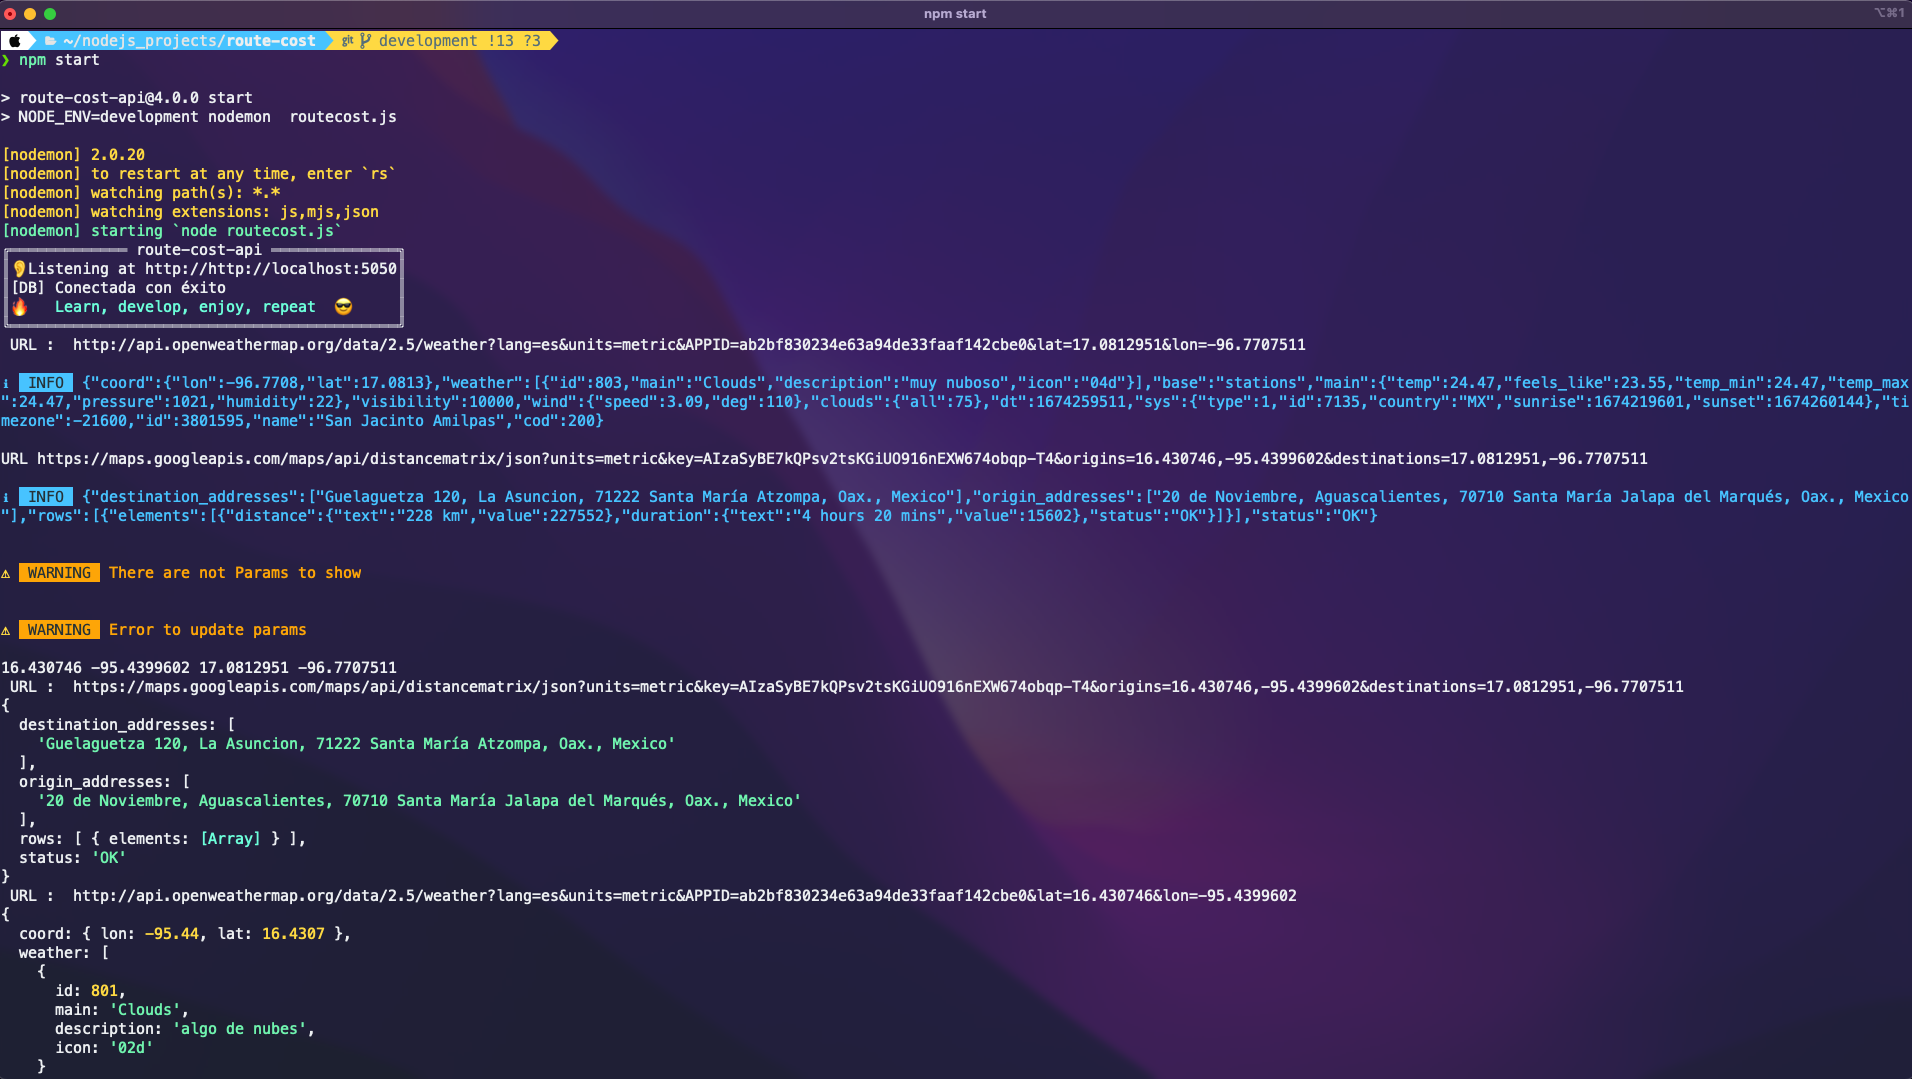 npm start
⌥⌘1
~/nodejs_projects/route-cost git development !13 ?3
❯ npm start
> route-cost-api@4.0.0 start
> NODE_ENV=development nodemon  routecost.js
[nodemon] 2.0.20
[nodemon] to restart at any time, enter `rs`
[nodemon] watching path(s): *.*
[nodemon] watching extensions: js,mjs,json
[nodemon] starting `node routecost.js`
route-cost-api
👂Listening at http://http://localhost:5050
[DB] Conectada con éxito
🔥   Learn, develop, enjoy, repeat  😎
URL :  http://api.openweathermap.org/data/2.5/weather?lang=es&units=metric&APPID=ab2bf830234e63a94de33faaf142cbe0&lat=17.0812951&lon=-96.7707511
ℹ  INFO  {"coord":{"lon":-96.7708,"lat":17.0813},"weather":[{"id":803,"main":"Clouds","description":"muy nuboso","icon":"04d"}],"base":"stations","main":{"temp":24.47,"feels_like":23.55,"temp_min":24.47,"temp_max
":24.47,"pressure":1021,"humidity":22},"visibility":10000,"wind":{"speed":3.09,"deg":110},"clouds":{"all":75},"dt":1674259511,"sys":{"type":1,"id":7135,"country":"MX","sunrise":1674219601,"sunset":1674260144},"ti
mezone":-21600,"id":3801595,"name":"San Jacinto Amilpas","cod":200}
URL https://maps.googleapis.com/maps/api/distancematrix/json?units=metric&key=AIzaSyBE7kQPsv2tsKGiUO916nEXW674obqp-T4&origins=16.430746,-95.4399602&destinations=17.0812951,-96.7707511
ℹ  INFO  {"destination_addresses":["Guelaguetza 120, La Asuncion, 71222 Santa María Atzompa, Oax., Mexico"],"origin_addresses":["20 de Noviembre, Aguascalientes, 70710 Santa María Jalapa del Marqués, Oax., Mexico
"],"rows":[{"elements":[{"distance":{"text":"228 km","value":227552},"duration":{"text":"4 hours 20 mins","value":15602},"status":"OK"}]}],"status":"OK"}
⚠  WARNING  There are not Params to show
⚠  WARNING  Error to update params
16.430746 -95.4399602 17.0812951 -96.7707511
URL :  https://maps.googleapis.com/maps/api/distancematrix/json?units=metric&key=AIzaSyBE7kQPsv2tsKGiUO916nEXW674obqp-T4&origins=16.430746,-95.4399602&destinations=17.0812951,-96.7707511
{
  destination_addresses: [
    'Guelaguetza 120, La Asuncion, 71222 Santa María Atzompa, Oax., Mexico'
  ],
  origin_addresses: [
    '20 de Noviembre, Aguascalientes, 70710 Santa María Jalapa del Marqués, Oax., Mexico'
  ],
  rows: [ { elements: [Array] } ],
  status: 'OK'
}
URL :  http://api.openweathermap.org/data/2.5/weather?lang=es&units=metric&APPID=ab2bf830234e63a94de33faaf142cbe0&lat=16.430746&lon=-95.4399602
{
  coord: { lon: -95.44, lat: 16.4307 },
  weather: [
    {
      id: 801,
      main: 'Clouds',
      description: 'algo de nubes',
      icon: '02d'
    }